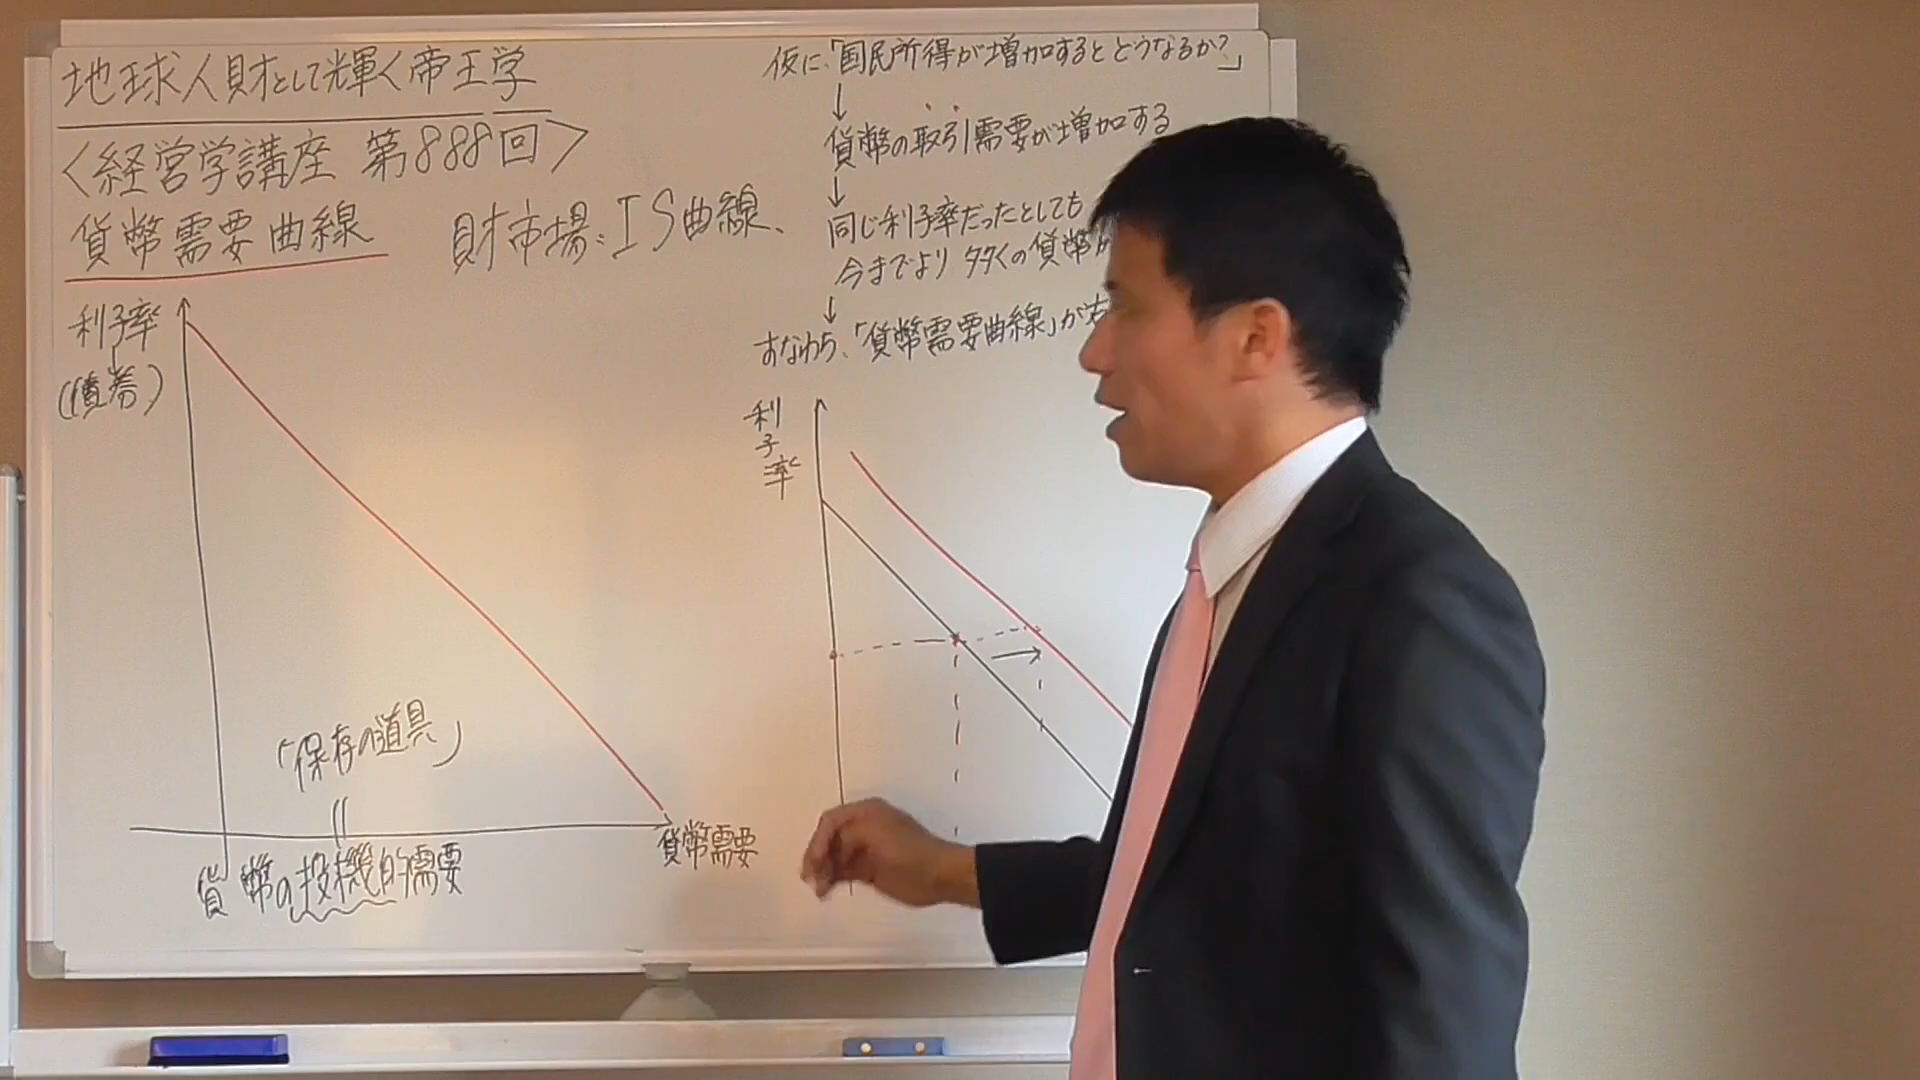 地球人財として輝く帝王学
<経営学講座 第888回>
貨幣需要曲線
財市場:IS曲線、
利子率
(債券)
「保存の道具」
貨幣需要
貨幣の投機的需要
仮に、「国民所得が増加するとどうなるか?」
↓
貨幣の取引需要が増加する
↓
同じ利子率だったとしても
今までより多くの貨幣が
↓
すなわち、「貨幣需要曲線」が右
利子率